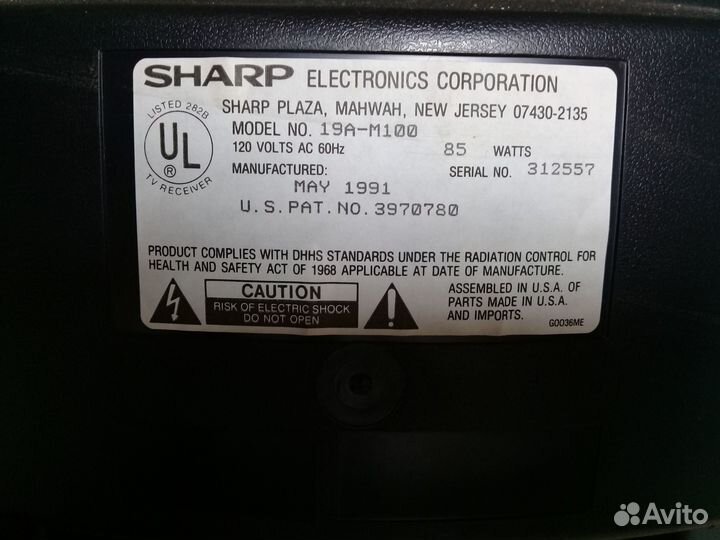 SHARP ELECTRONICS CORPORATION
SHARP PLAZA, MAHWAH, NEW JERSEY 07430-2135
LISTED 282B
UL
®
TV RECEIVER
MODEL NO. 19A-M100
120 VOLTS AC 60Hz 85 WATTS
MANUFACTURED: SERIAL NO. 312557
MAY 1991
U.S.PAT.NO.3970780
PRODUCT COMPLIES WITH DHHS STANDARDS UNDER THE RADIATION CONTROL FOR
HEALTH AND SAFETY ACT OF 1968 APPLICABLE AT DATE OF MANUFACTURE.
CAUTION
RISK OF ELECTRIC SHOCK
DO NOT OPEN
ASSEMBLED IN U.S.A. OF
PARTS MADE IN U.S.A.
AND IMPORTED.
G0036ME
Avito